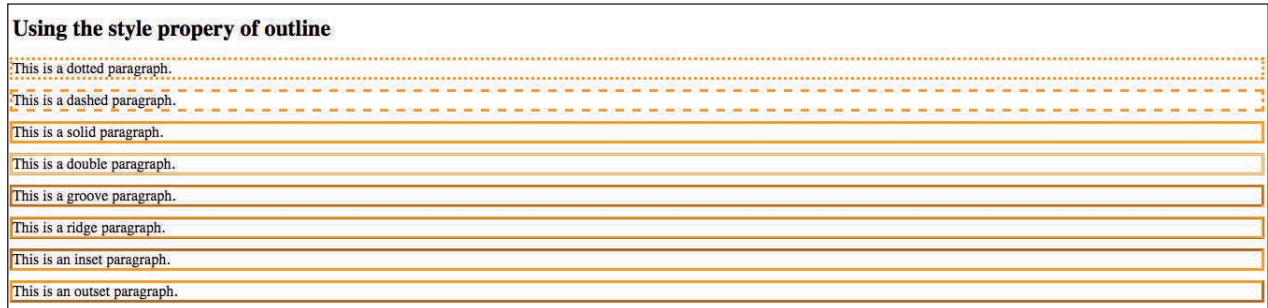 Using the style propery of outline
This is a dotted paragraph.
This is a dashed paragraph.
This is a solid paragraph.
This is a double paragraph.
This is a groove paragraph.
This is a ridge paragraph.
This is an inset paragraph.
This is an outset paragraph.